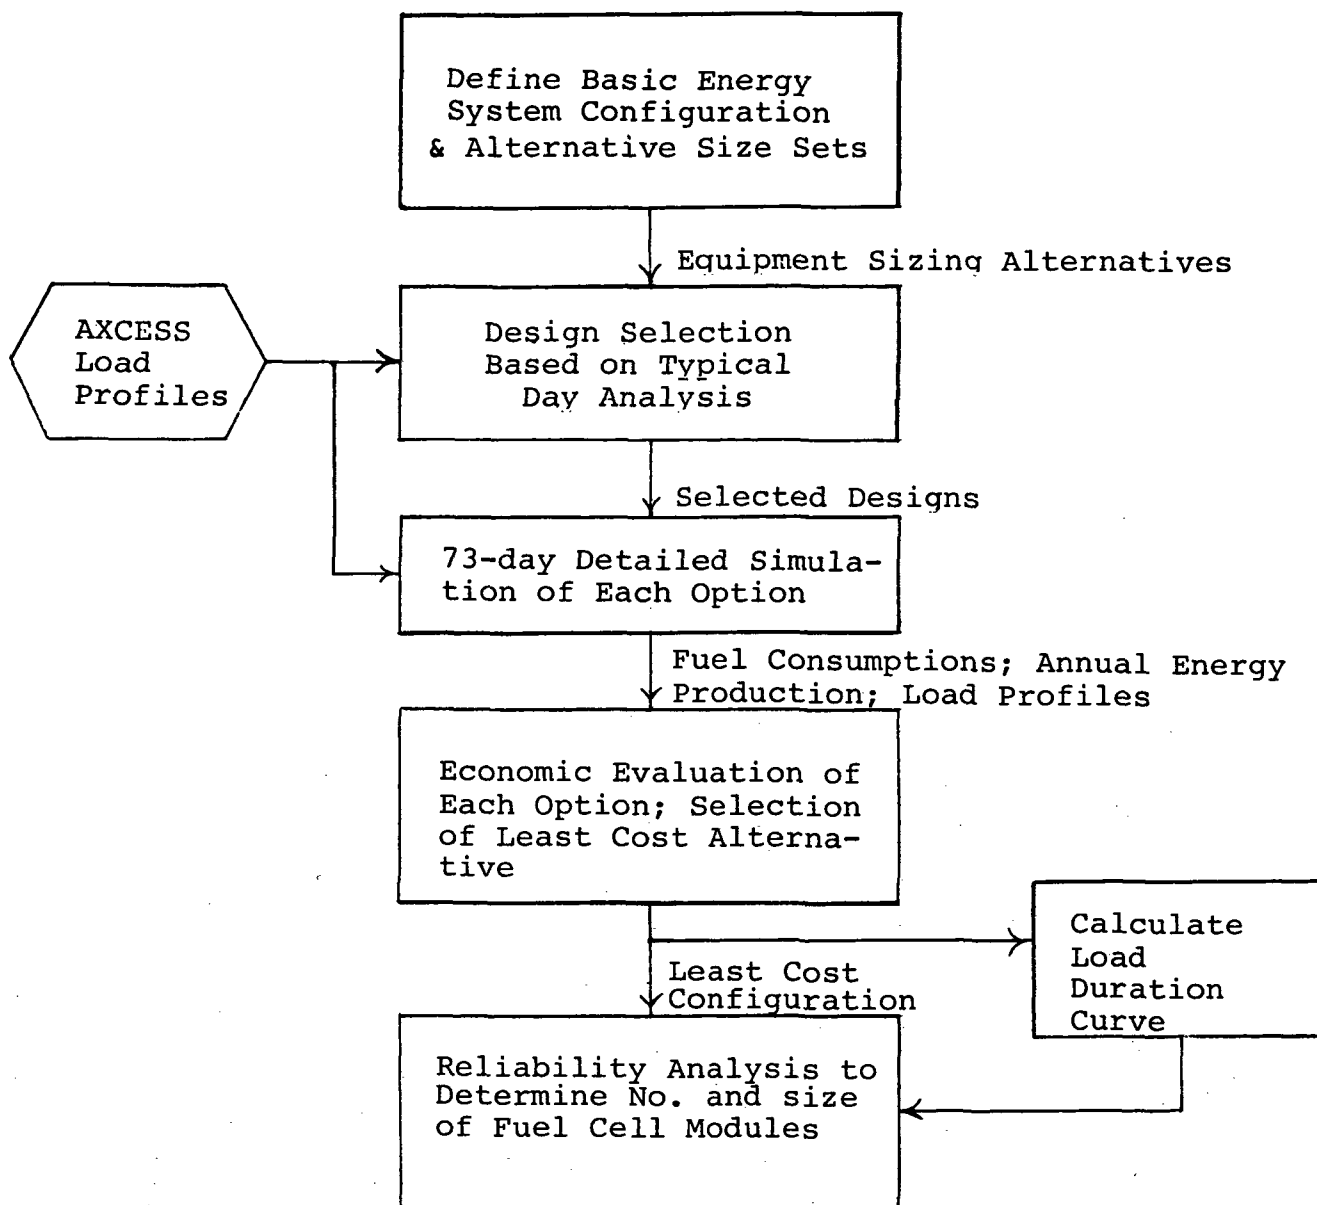 Define Basic Energy
System Configuration
& Alternative Size Sets
Equipment Sizing Alternatives
AXCESS
Load
Profiles
Design Selection
Based on Typical
Day Analysis
Selected Designs
73-day Detailed Simula-
tion of Each Option
Fuel Consumptions; Annual Energy
Production; Load Profiles
Economic Evaluation of
Each Option; Selection
of Least Cost Alterna-
tive
Least Cost
Configuration
Calculate
Load
Duration
Curve
Reliability Analysis to
Determine No. and size
of Fuel Cell Modules